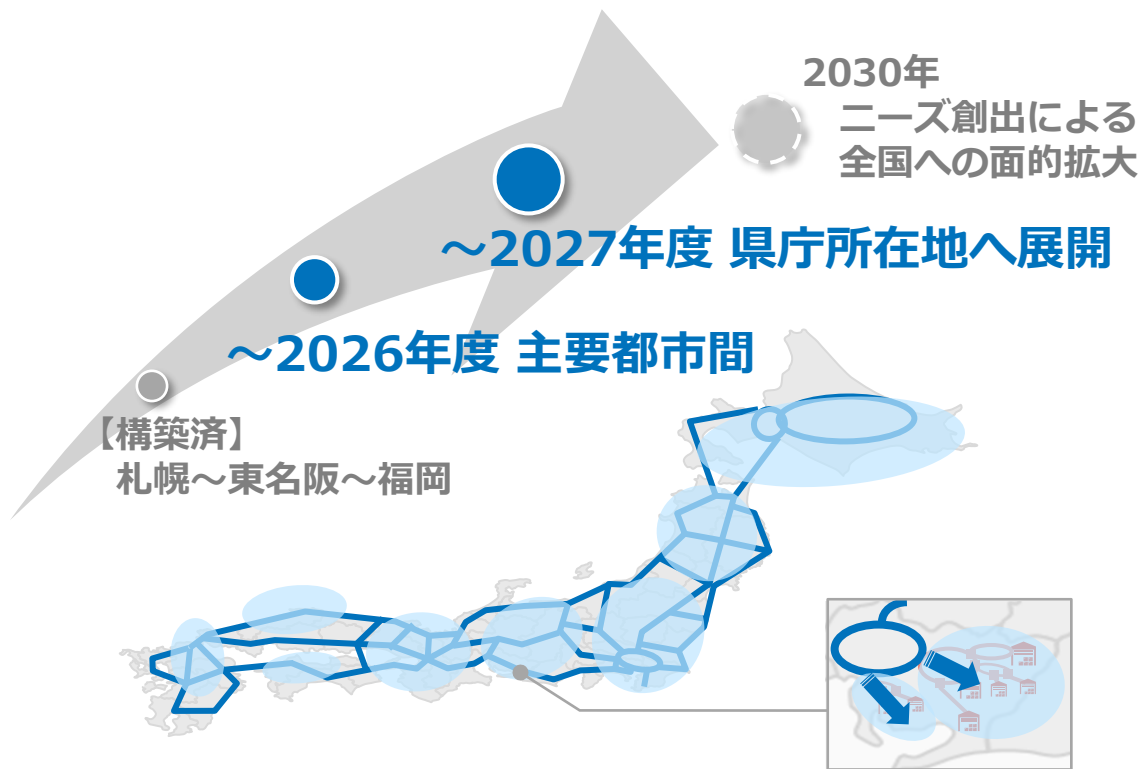 2030年
ニーズ創出による
全国への面的拡大
～2027年度 県庁所在地へ展開
～2026年度 主要都市間
【構築済】
札幌～東名阪～福岡